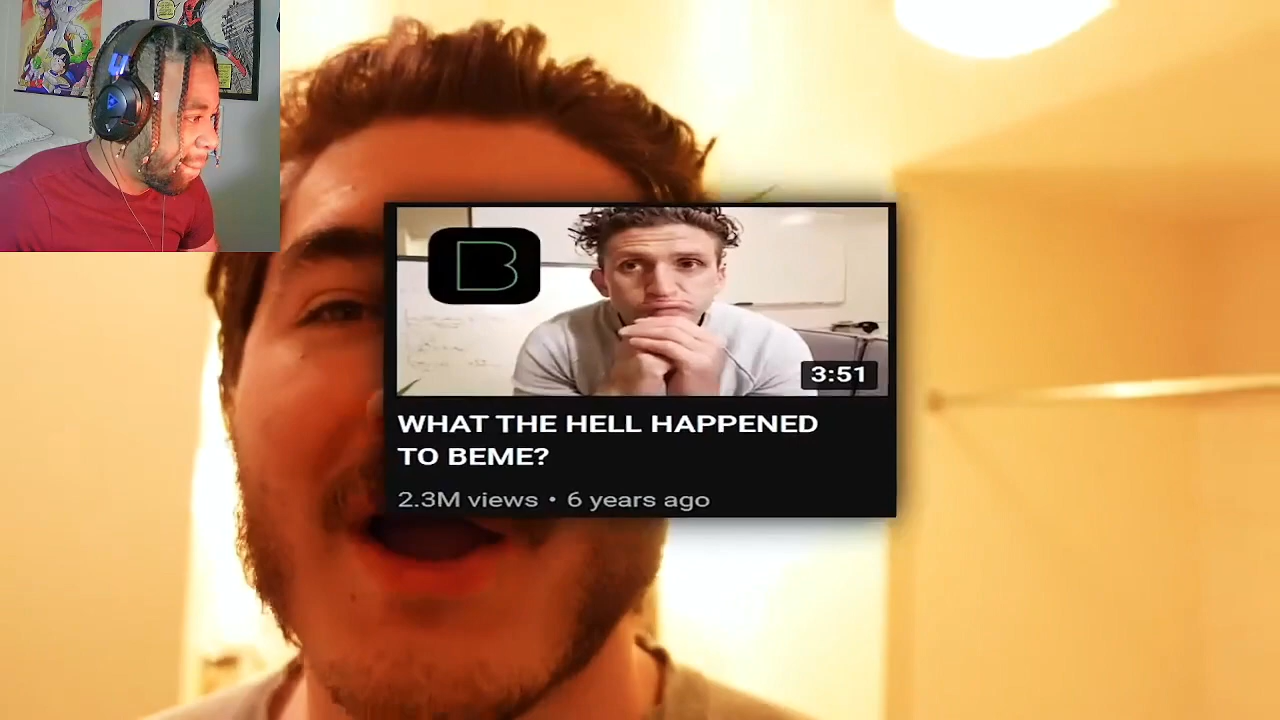 B
3:51
WHAT THE HELL HAPPENED
TO BEME?
2.3M views • 6 years ago